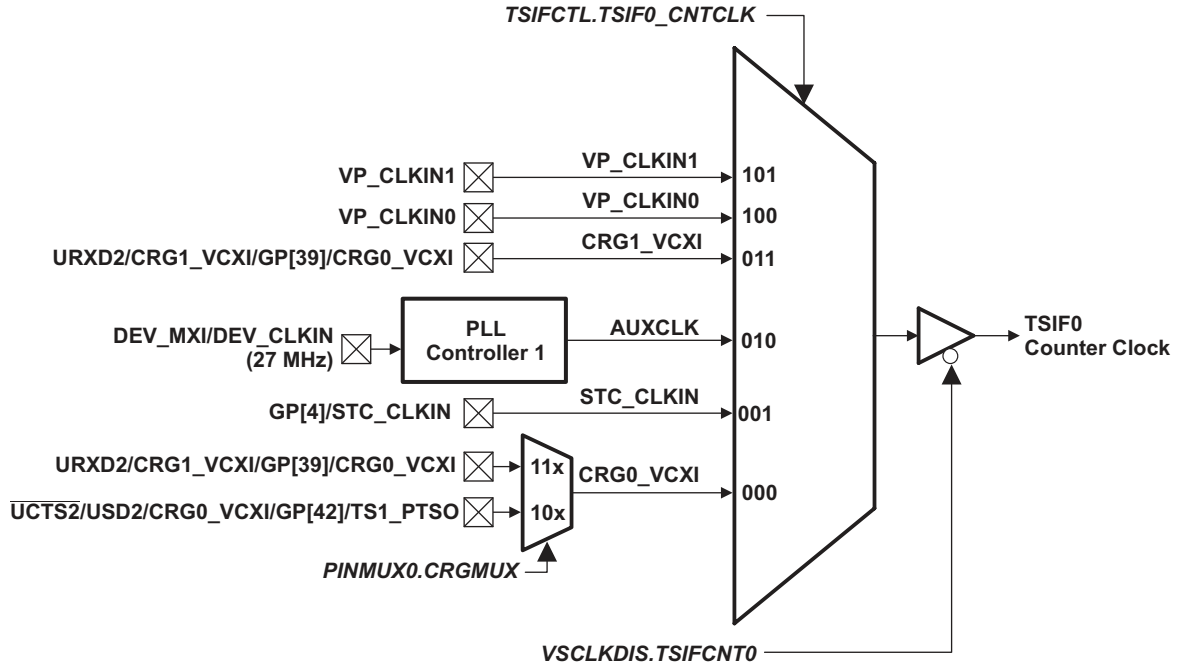 TSIFCTL.TSIF0_CNTCLK
VP_CLKIN1
VP_CLKIN1
101
VP_CLKIN0
VP_CLKIN0
100
URXD2/CRG1_VCXI/GP[39]/CRG0_VCXI
CRG1_VCXI
011
DEV_MXI/DEV_CLKIN
(27 MHz)
PLL
Controller 1
AUXCLK
010
TSIF0
Counter Clock
GP[4]/STC_CLKIN
STC_CLKIN
001
URXD2/CRG1_VCXI/GP[39]/CRG0_VCXI
11x
CRG0_VCXI
000
UCTS2/USD2/CRG0_VCXI/GP[42]/TS1_PTSO
10x
PINMUX0.CRGMUX
VSCLKDIS.TSIFCNT0